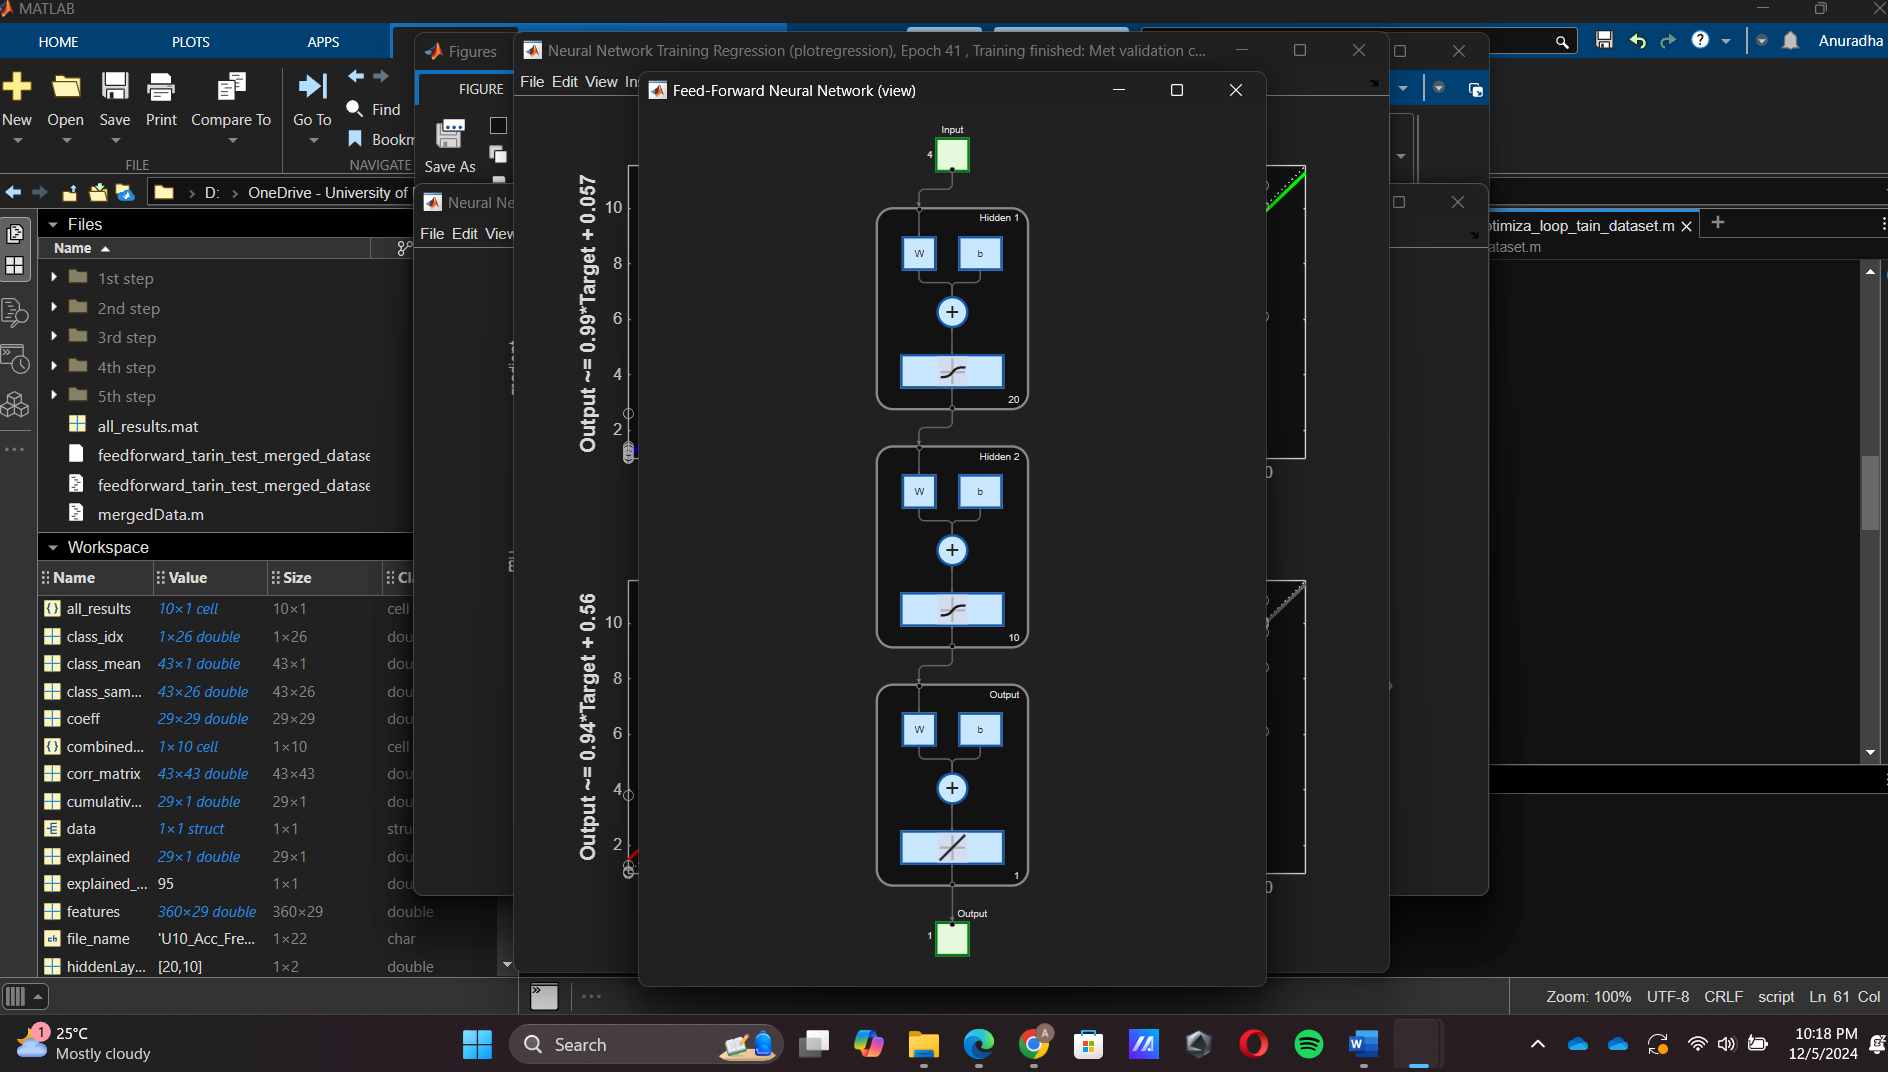 MATLAB
HOME
PLOTS
APPS
Anuradha
New
Open
Save
Print
Compare To
Go To
Find
FILE
NAVIGATE
Figures
FIGURE
Save As
Neural Network Training Regression (plotregression), Epoch 41 , Training finished: Met validation c...
File Edit View
Feed-Forward Neural Network (view)
D: > OneDrive - University of
Files
Name
1st step
2nd step
3rd step
4th step
5th step
all_results.mat
feedforward_tarin_test_merged_datase
feedforward_tarin_test_merged_datase
mergedData.m
Workspace
Name Value Size
all_results 10×1 cell 10×1 cell
class_idx 1×26 double 1×26 dou
class_mean 43×1 double 43×1 dou
class_sam... 43×26 double 43×26 dou
coeff 29×29 double 29×29 dou
combined... 1×10 cell 1×10 cell
corr_matrix 43×43 double 43×43 dou
cumulativ... 29×1 double 29×1 dou
data 1×1 struct 1×1 stru
explained 29×1 double 29×1 dou
explained_... 95 1×1 dou
features 360×29 double 360×29 double
file_name 'U10_Acc_Fre... 1×22 char
hiddenLay... [20,10] 1×2 double
Neural Ne
File Edit View
Output ~= 0.99*Target + 0.057
10
8
6
4
2
0
Output ~= 0.94*Target + 0.56
10
8
6
4
2
0
Input
4
Hidden 1
W b
+
20
Hidden 2
W b
+
10
Output
W b
+
1
Output
1
timiza_loop_tain_dataset.m
ataset.m
Zoom: 100% UTF-8 CRLF script Ln 61 Col
1
25°C
Mostly cloudy
Search
10:18 PM
12/5/2024